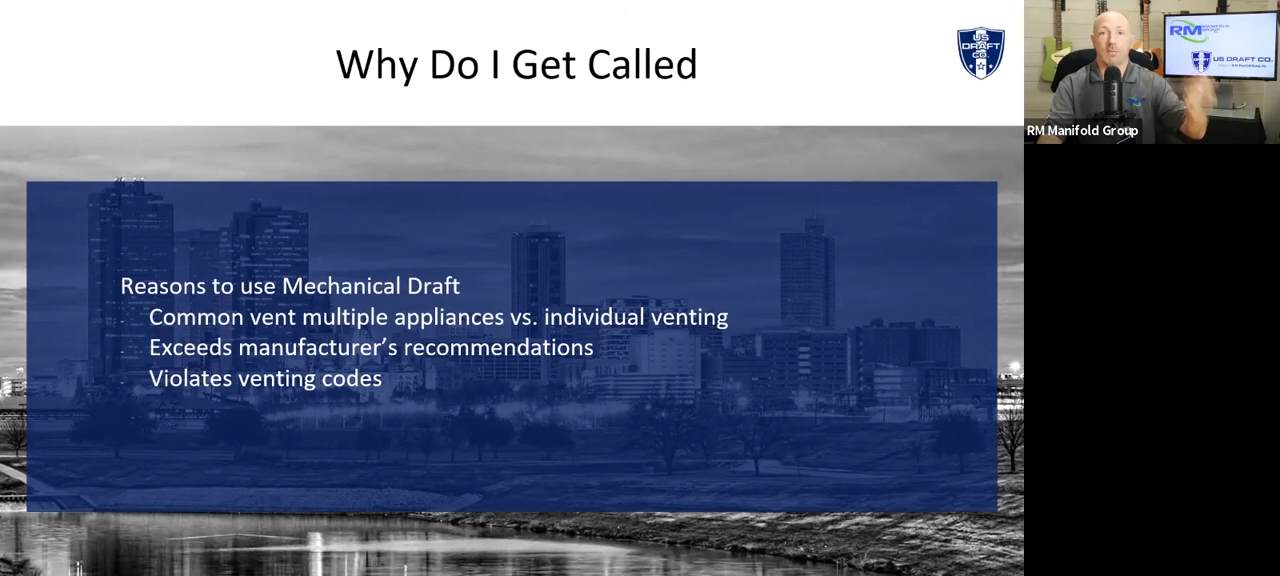 Why Do I Get Called
US
DRAFT
CO.
Reasons to use Mechanical Draft
- Common vent multiple appliances vs. individual venting
- Exceeds manufacturer's recommendations
- Violates venting codes
RM
US DRAFT CO.
RM Manifold Group